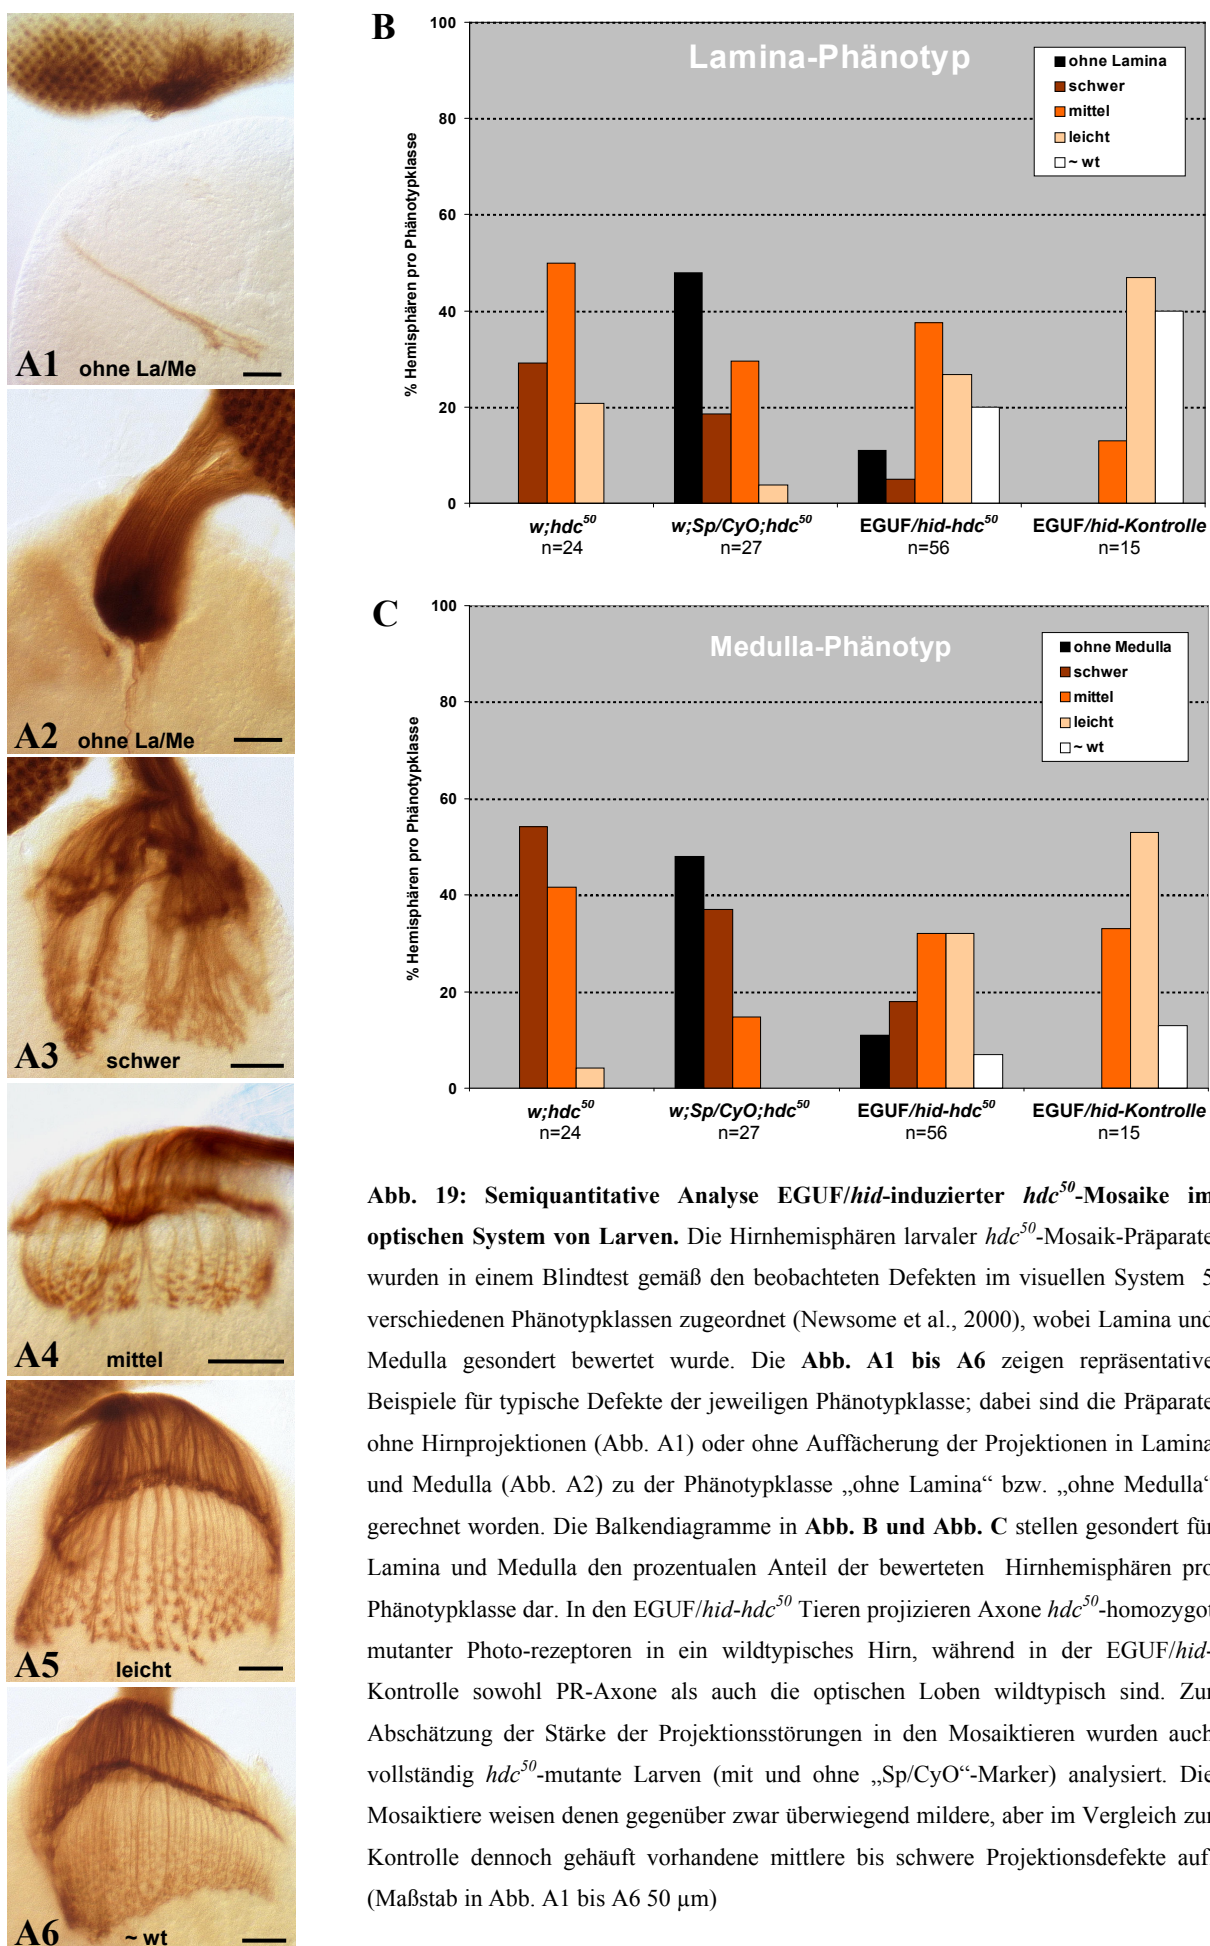 A1 ohne La/Me
A2 ohne La/Me
A3 schwer
A4 mittel
A5 leicht
A6 ~ wt
B
Lamina-Phänotyp
% Hemisphären pro Phänotypklasse
100
80
60
40
20
0
ohne Lamina
schwer
mittel
leicht
~ wt
w;hdc50 w;Sp/CyO;hdc50 EGUF/hid-hdc50 EGUF/hid-Kontrolle
n=24 n=27 n=56 n=15
C
Medulla-Phänotyp
% Hemisphären pro Phänotypklasse
100
80
60
40
20
0
ohne Medulla
schwer
mittel
leicht
~ wt
w;hdc50 w;Sp/CyO;hdc50 EGUF/hid-hdc50 EGUF/hid-Kontrolle
n=24 n=27 n=56 n=15
Abb. 19: Semiquantitative Analyse EGUF/hid-induzierter hdc50-Mosaike im
optischen System von Larven. Die Hirnhemisphären larvaler hdc50-Mosaik-Präparate
wurden in einem Blindtest gemäß den beobachteten Defekten im visuellen System 5
verschiedenen Phänotypklassen zugeordnet (Newsome et al., 2000), wobei Lamina und
Medulla gesondert bewertet wurde. Die Abb. A1 bis A6 zeigen repräsentative
Beispiele für typische Defekte der jeweiligen Phänotypklasse; dabei sind die Präparate
ohne Hirnprojektionen (Abb. A1) oder ohne Auffächerung der Projektionen in Lamina
und Medulla (Abb. A2) zu der Phänotypklasse „ohne Lamina“ bzw. „ohne Medulla“
gerechnet worden. Die Balkendiagramme in Abb. B und Abb. C stellen gesondert für
Lamina und Medulla den prozentualen Anteil der bewerteten Hirnhemisphären pro
Phänotypklasse dar. In den EGUF/hid-hdc50 Tieren projizieren Axone hdc50-homozygot
mutanter Photo-rezeptoren in ein wildtypisches Hirn, während in der EGUF/hid-
Kontrolle sowohl PR-Axone als auch die optischen Loben wildtypisch sind. Zur
Abschätzung der Stärke der Projektionsstörungen in den Mosaiktieren wurden auch
vollständig hdc50-mutante Larven (mit und ohne „Sp/CyO“-Marker) analysiert. Die
Mosaiktiere weisen denen gegenüber zwar überwiegend mildere, aber im Vergleich zur
Kontrolle dennoch gehäuft vorhandene mittlere bis schwere Projektionsdefekte auf.
(Maßstab in Abb. A1 bis A6 50 µm)